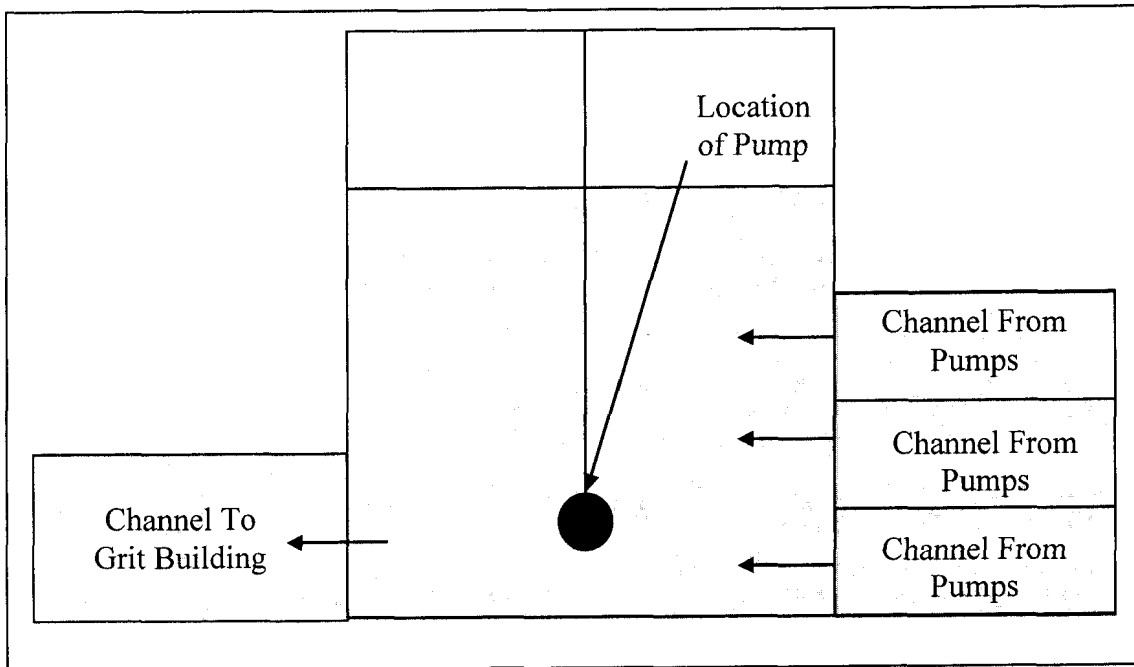 Location
of Pump
Channel From
Pumps
Channel From
Pumps
Channel To
Grit Building
Channel From
Pumps